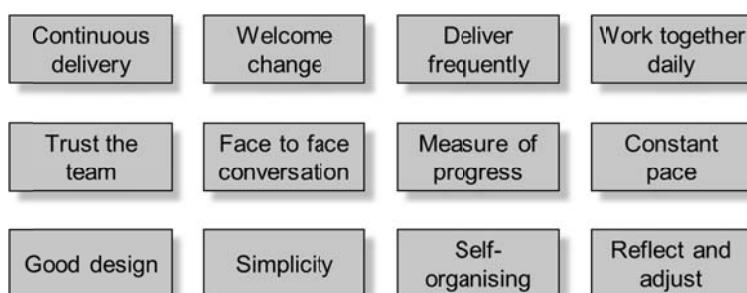 Continuous
delivery
Welcome
change
Deliver
frequently
Work together
daily
Trust the
team
Face to face
conversation
Measure of
progress
Constant
pace
Good design
Simplicity
Self-
organising
Reflect and
adjust